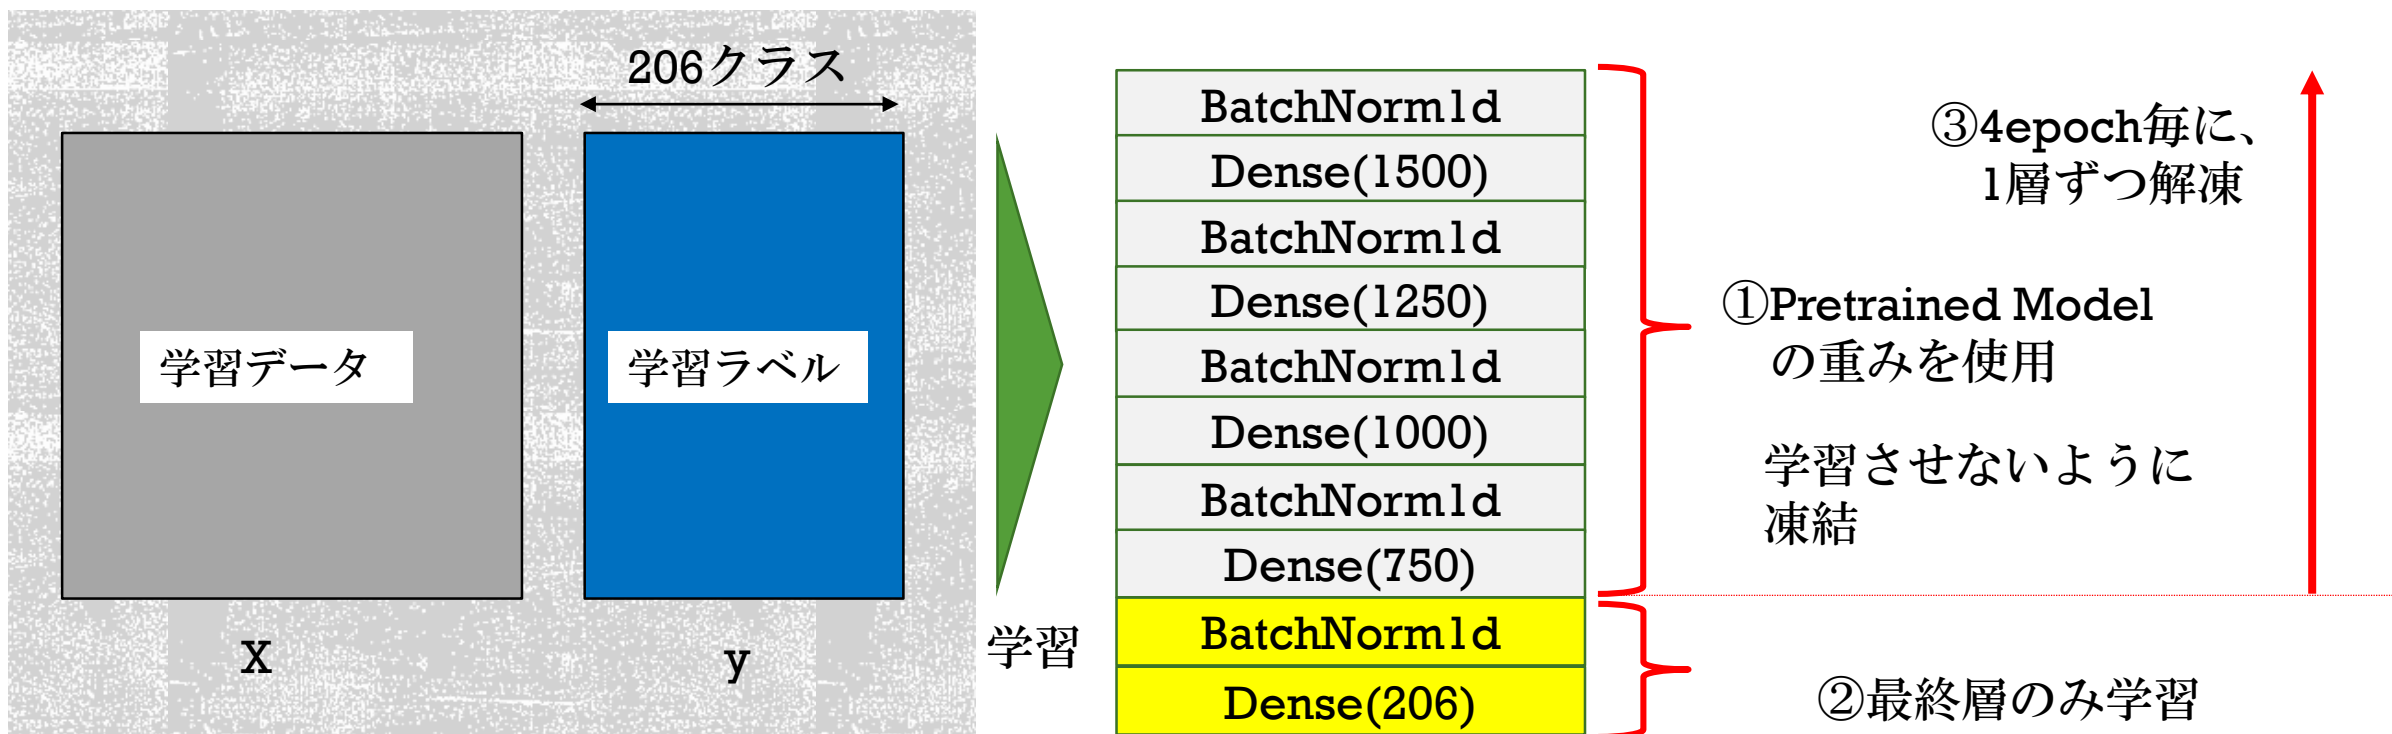 206クラス
学習データ
学習ラベル
X
y
学習
BatchNorm1d
Dense(1500)
BatchNorm1d
Dense(1250)
BatchNorm1d
Dense(1000)
BatchNorm1d
Dense(750)
BatchNorm1d
Dense(206)
③4epoch毎に、
1層ずつ解凍
①Pretrained Model
の重みを使用
学習させないように
凍結
②最終層のみ学習